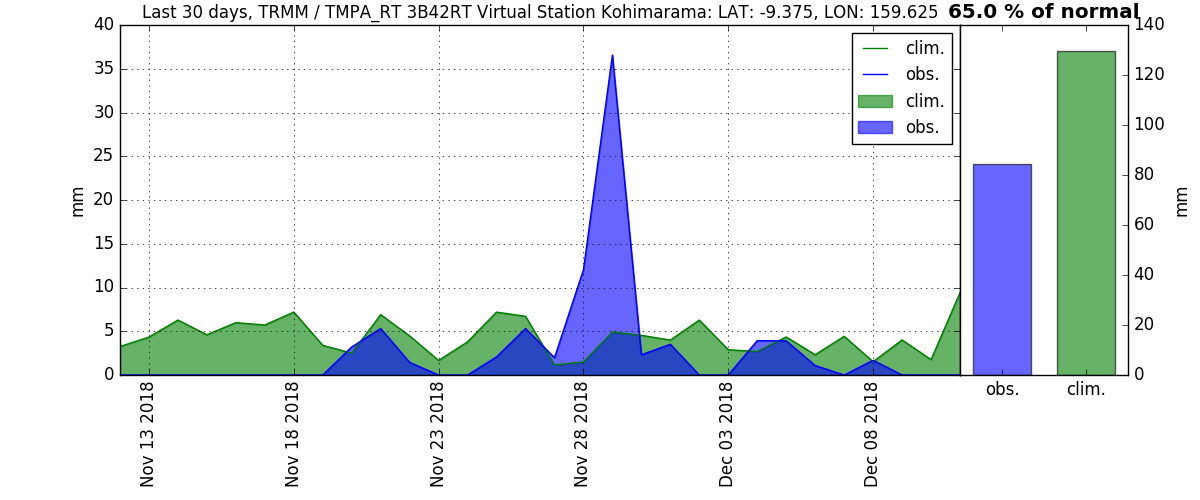 Last 30 days, TRMM / TMPA_RT 3B42RT Virtual Station Kohimarama: LAT: -9.375, LON: 159.625
65.0 % of normal
40
35
30
25
20
15
10
5
0
mm
clim.
obs.
clim.
obs.
Nov 13 2018
Nov 18 2018
Nov 23 2018
Nov 28 2018
Dec 03 2018
Dec 08 2018
140
120
100
80
60
40
20
0
mm
obs.
clim.